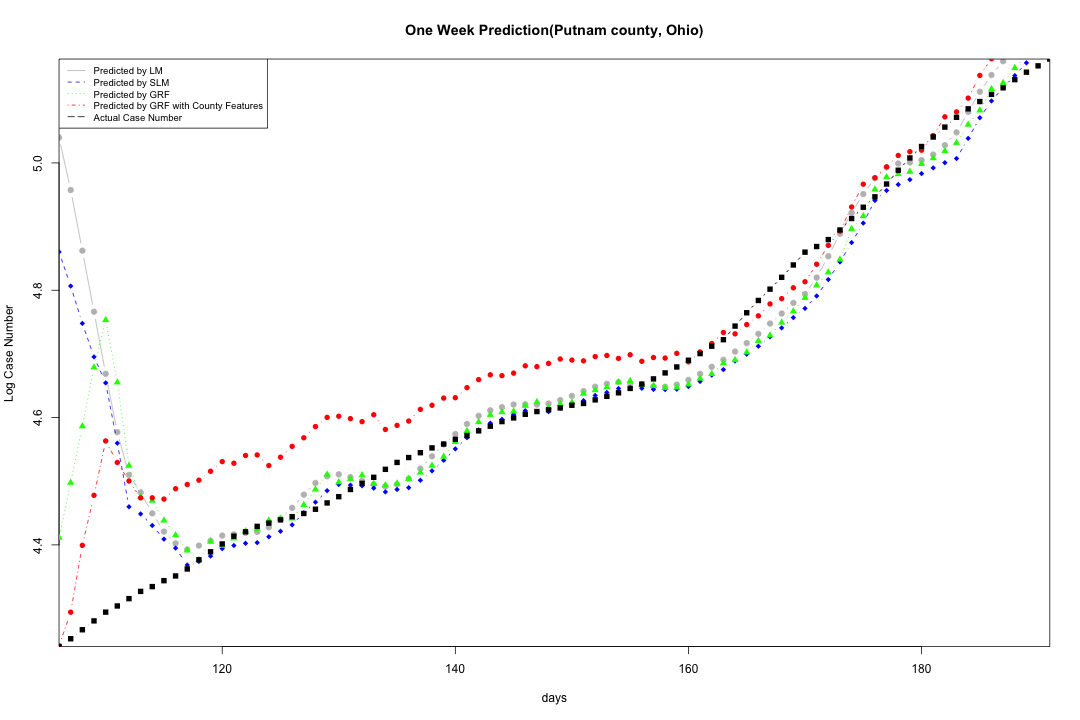 One Week Prediction(Putnam county, Ohio)
Predicted by LM
Predicted by SLM
Predicted by GRF
Predicted by GRF with County Features
Actual Case Number
Log Case Number
5.0
4.8
4.6
4.4
120 140 160 180
days